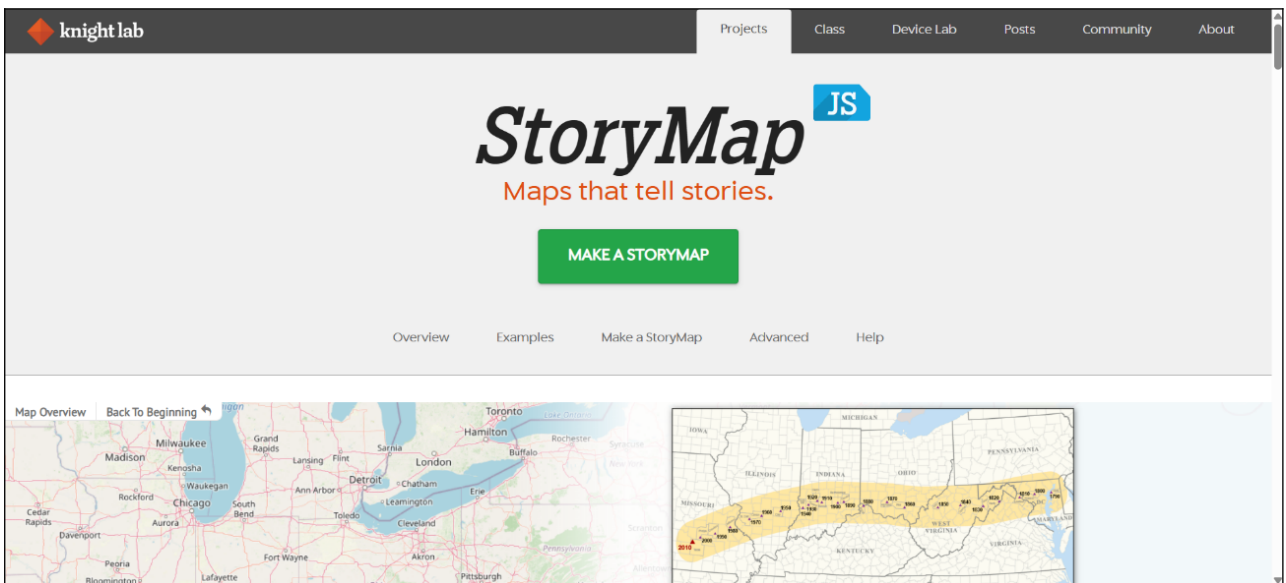 knight lab
Projects Class Device Lab Posts Community About
StoryMap JS
Maps that tell stories.
MAKE A STORYMAP
Overview Examples Make a StoryMap Advanced Help
Map Overview Back To Beginning
Toronto
Hamilton
Rochester
Milwaukee
Grand
Rapids
Sarnia
Buffalo
Madison
Lansing Flint
London
Kenosha
Waukegan
Detroit
Chatham
Ann Arbor
Erie
Rockford
Chicago
South
Bend
Leamington
Cedar
Rapids
Aurora
Toledo
Cleveland
Davenport
Scranton
Pennsylvania
Fort Wayne
Akron
Peoria
Bloomington
Lafayette
Pittsburgh
MICHIGAN
IOWA
PENNSYLVANIA
ILLINOIS
INDIANA
OHIO
MISSOURI
WEST
VIRGINIA
MARYLAND
2010
KENTUCKY
VIRGINIA